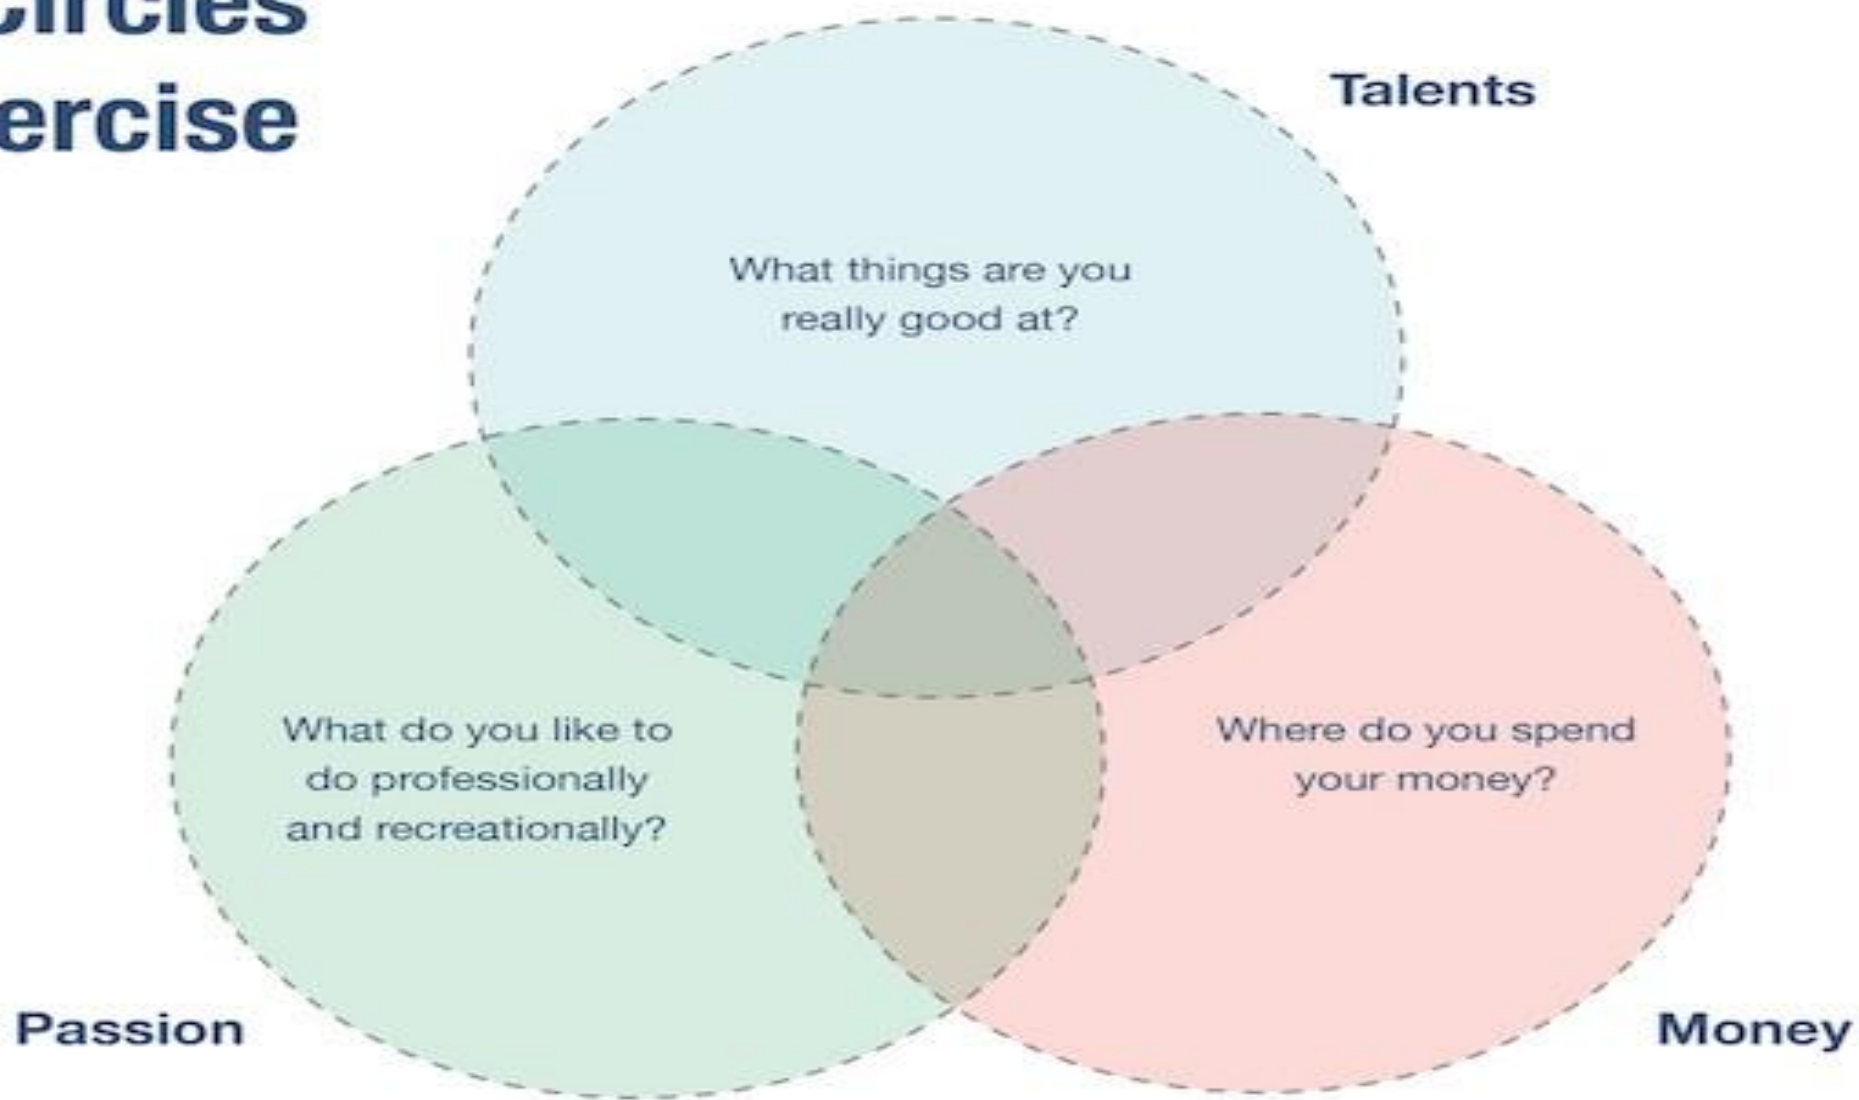 Circles
ercise
Talents
What things are you
really good at?
What do you like to
do professionally
and recreationally?
Where do you spend
your money?
Passion
Money